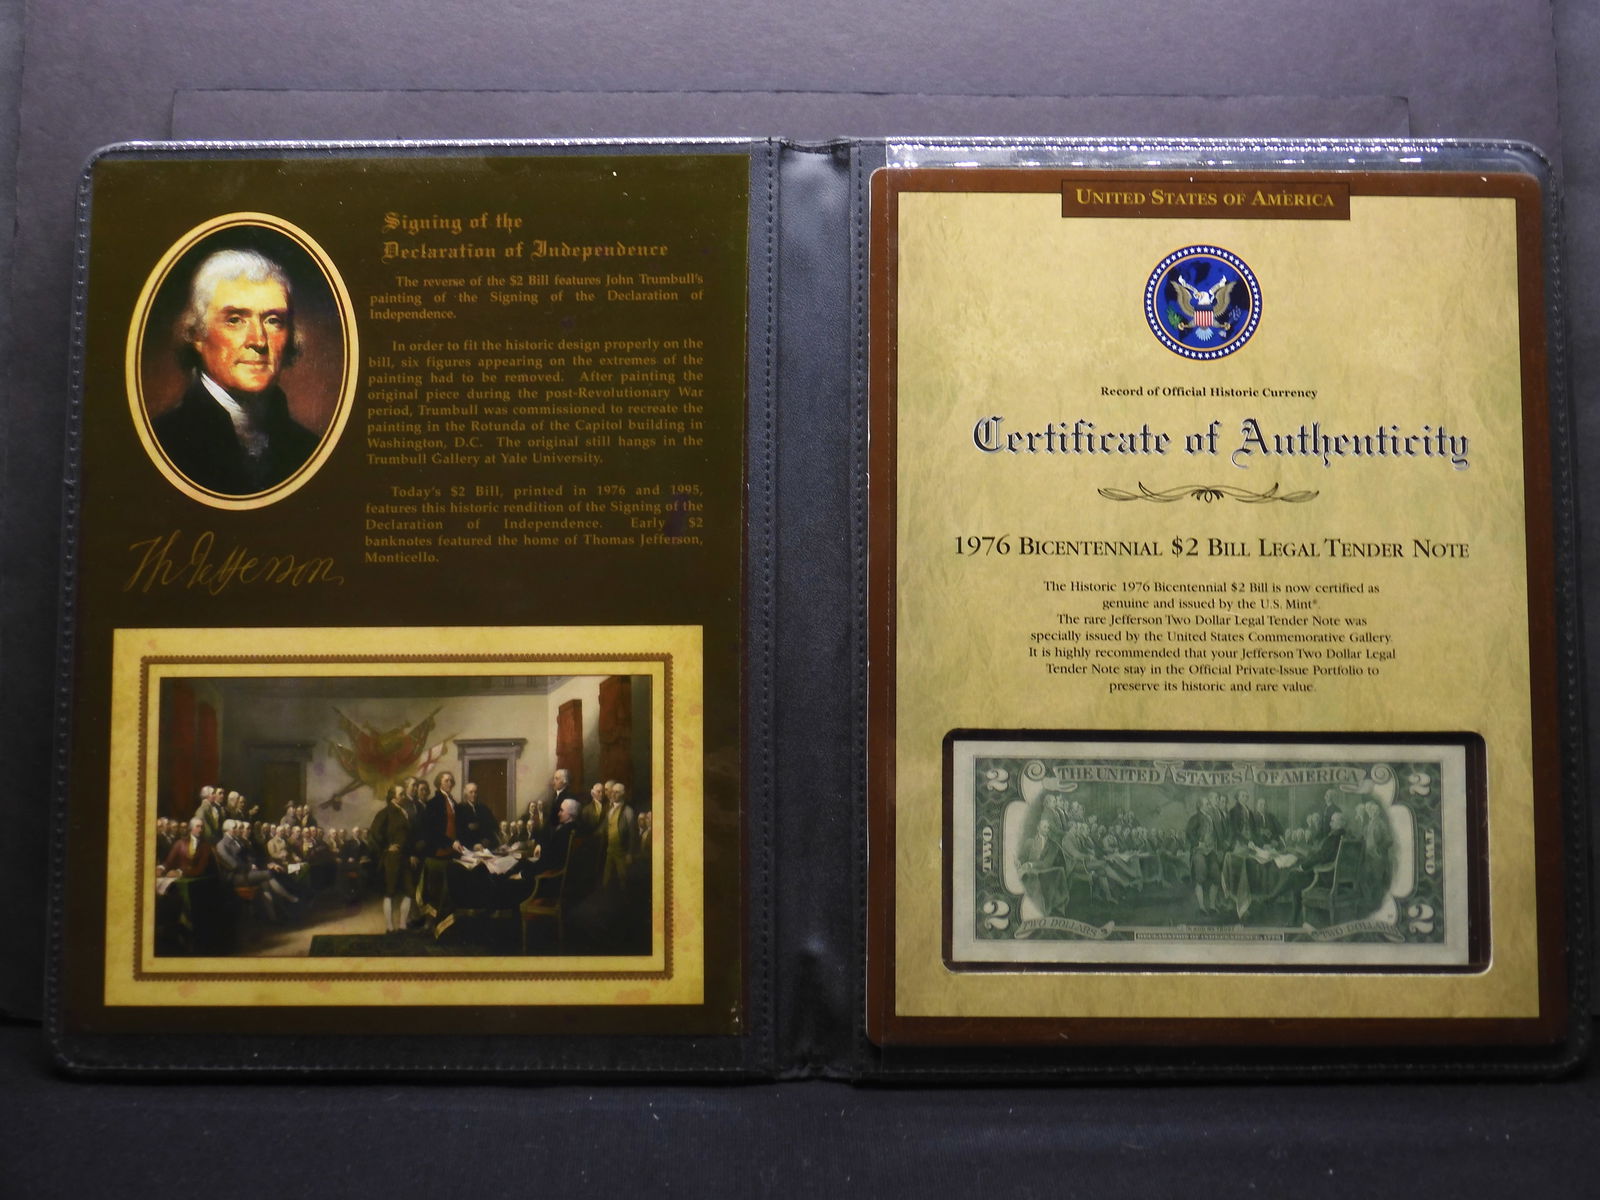 Signing of the
Declaration of Independence
The reverse of the $2 Bill features John Trumbull's
painting of the Signing of the Declaration of
Independence.
In order to fit the historic design properly on the
bill, six figures appearing on the extremes of the
painting had to be removed. After painting the
original piece during the post-Revolutionary War
period, Trumbull was commissioned to recreate the
painting in the Rotunda of the Capitol building in
Washington, D.C. The original still hangs in the
Trumbull Gallery at Yale University.
Today's $2 Bill, printed in 1976 and 1995,
features this historic rendition of the Signing of the
Declaration of Independence. Early $2
banknotes featured the home of Thomas Jefferson,
Monticello.
Th Jefferson
UNITED STATES OF AMERICA
Record of Official Historic Currency
Certificate of Authenticity
1976 BICENTENNIAL $2 BILL LEGAL TENDER NOTE
The Historic 1976 Bicentennial $2 Bill is now certified as
genuine and issued by the U.S. Mint®.
The rare Jefferson Two Dollar Legal Tender Note was
specially issued by the United States Commemorative Gallery.
It is highly recommended that your Jefferson Two Dollar Legal
Tender Note stay in the Official Private-Issue Portfolio to
preserve its historic and rare value.
2 THE UNITED STATES OF AMERICA 2
TWO TWO
2 2
TWO DOLLARS TWO DOLLARS
IN GOD WE TRUST
DECLARATION OF INDEPENDENCE, 1776